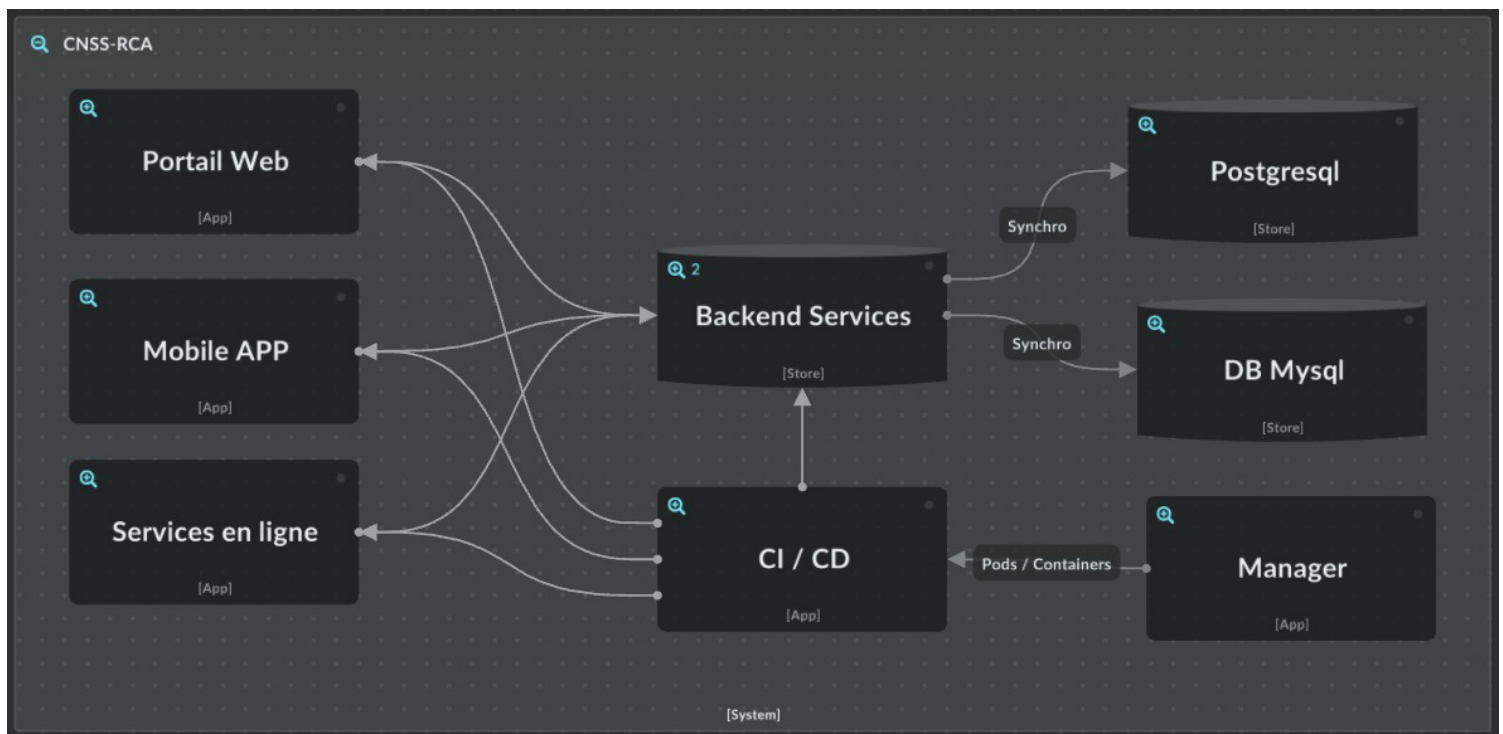 CNSS-RCA
Portail Web
[App]
Mobile APP
[App]
Services en ligne
[App]
2
Backend Services
[Store]
CI / CD
[App]
Synchro
Synchro
Pods / Containers
Postgresql
[Store]
DB Mysql
[Store]
Manager
[App]
[System]